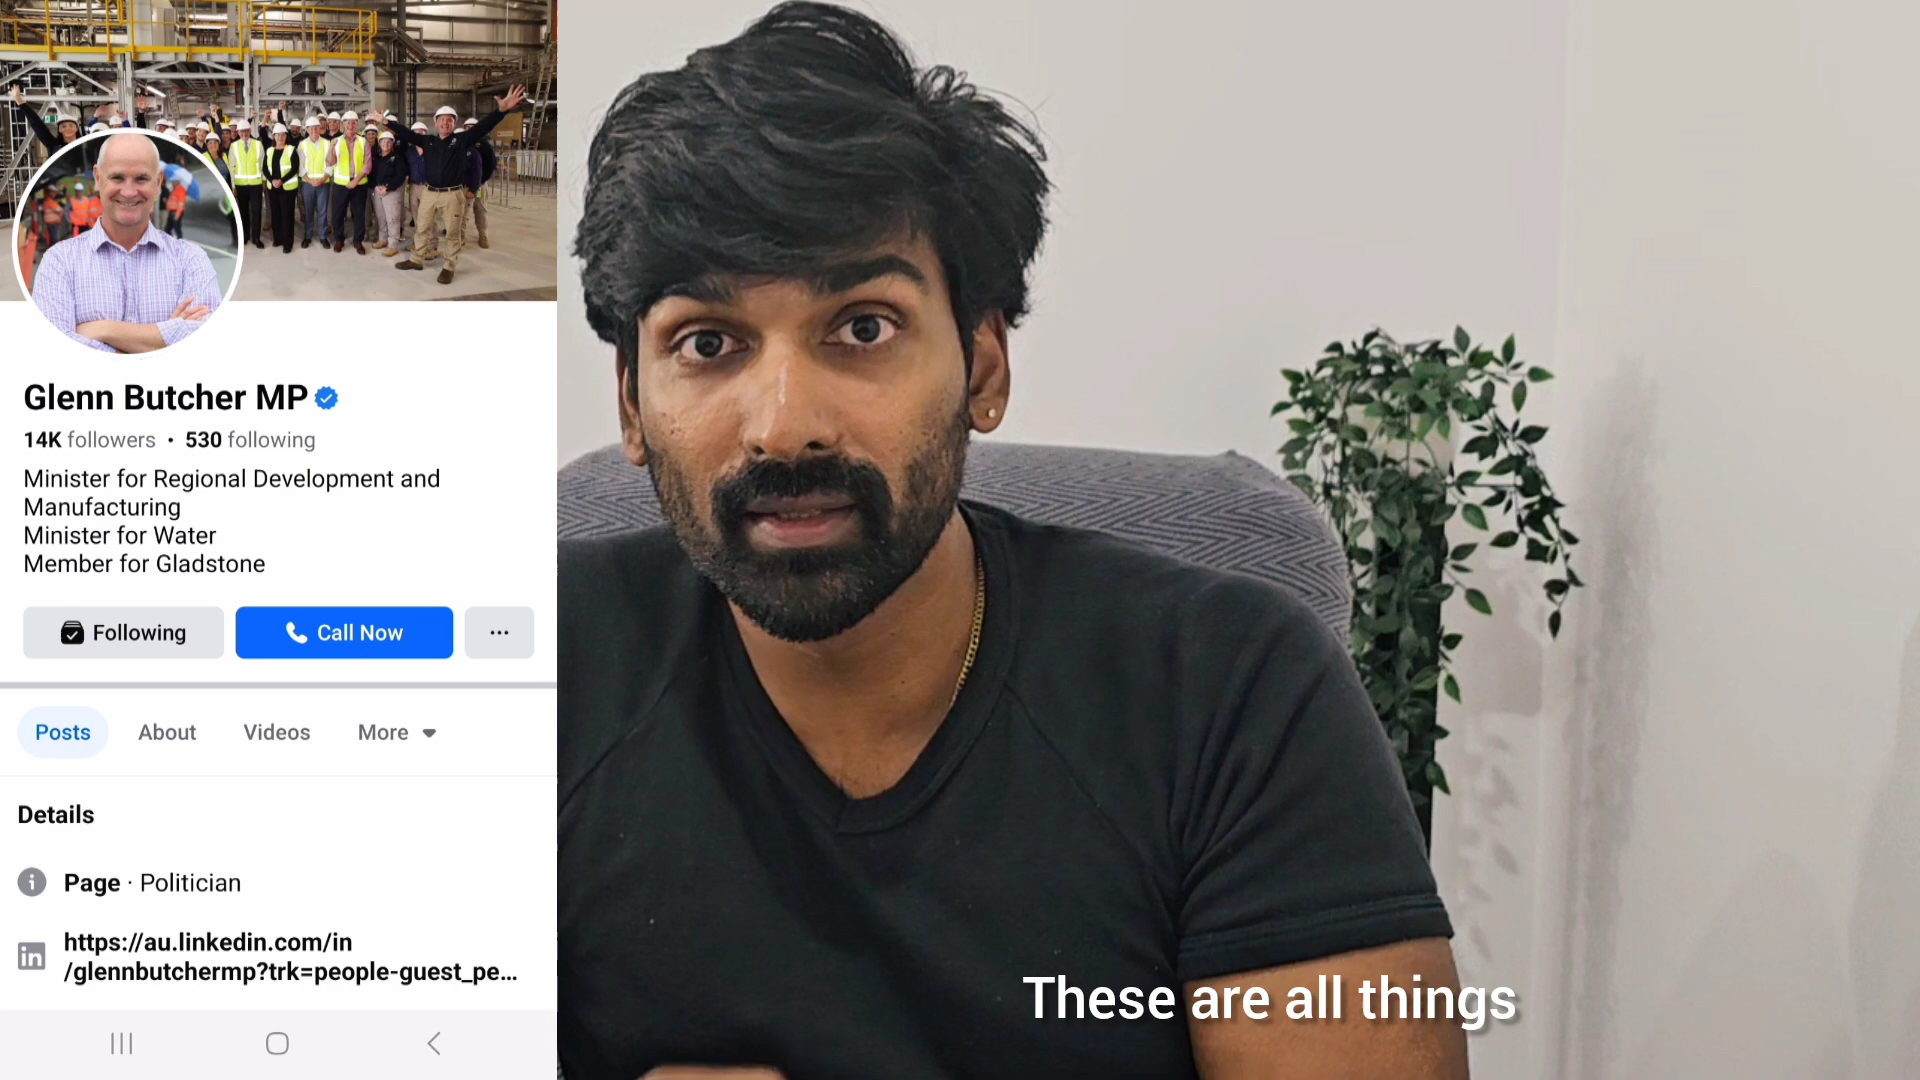 Glenn Butcher MP
14K followers • 530 following
Minister for Regional Development and
Manufacturing
Minister for Water
Member for Gladstone
Following
Call Now
Posts
About
Videos
More
Details
Page · Politician
https://au.linkedin.com/in
/glennbutchermp?trk=people-guest_pe...
These are all things